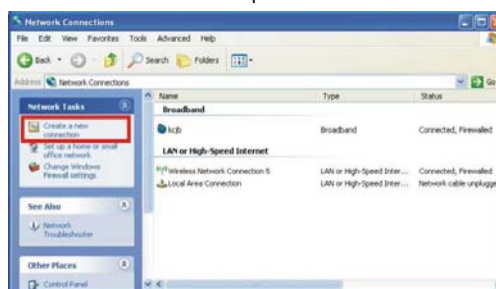 Network Connections
File Edit View Favorites Tools Advanced Help
Back Search Folders
Address Network Connections Go
Name Type Status
Network Tasks
Create a new
connection
Set up a home or small
office network
Change Windows
Firewall settings
See Also
Network
Troubleshooter
Other Places
Control Panel
Broadband
kcjb Broadband Connected, Firewalled
LAN or High-Speed Internet
Wireless Network Connection 5 LAN or High-Speed Inter... Connected, Firewalled
Local Area Connection LAN or High-Speed Inter... Network cable